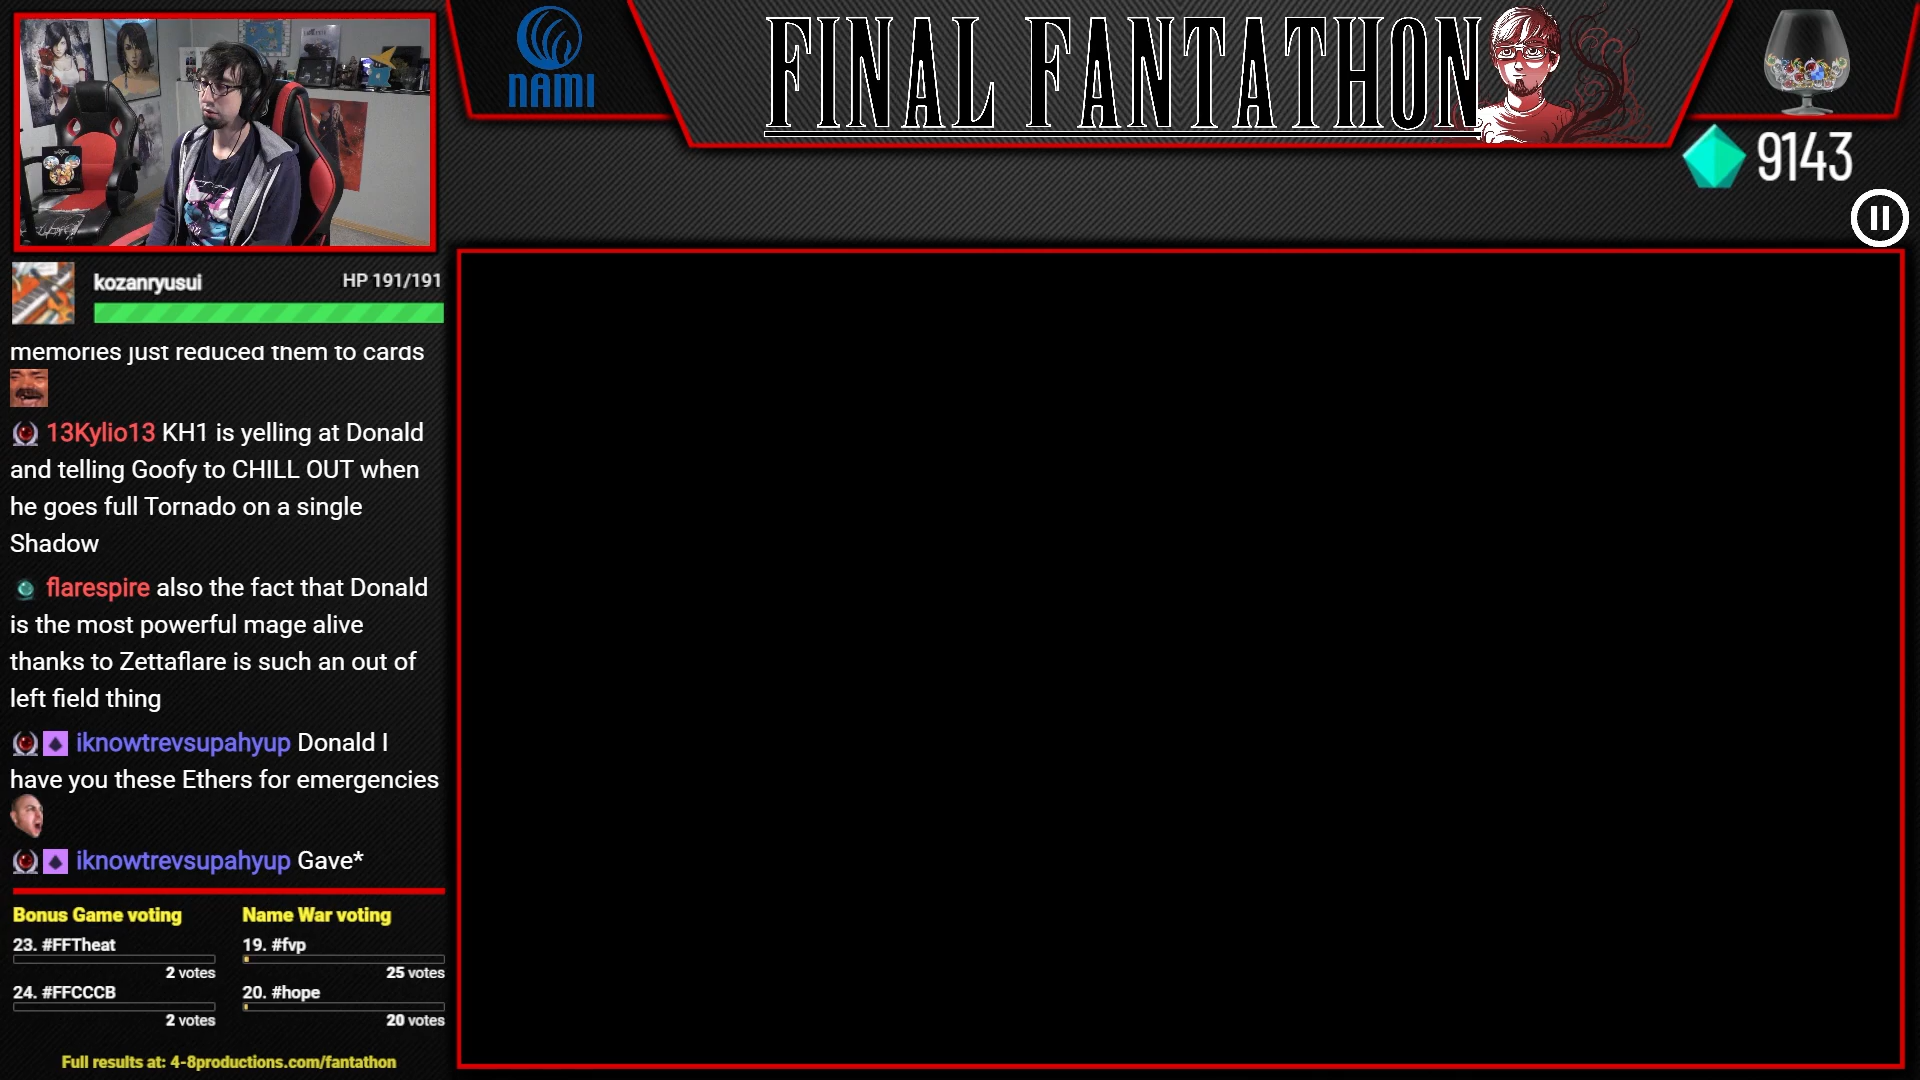 NAMI
FINAL FANTATHON
9143
kozanryusui
HP 191/191
memories just reduced them to cards
13Kylio13 KH1 is yelling at Donald
and telling Goofy to CHILL OUT when
he goes full Tornado on a single
Shadow
flarespire also the fact that Donald
is the most powerful mage alive
thanks to Zettaflare is such an out of
left field thing
iknowtrevsupahyup Donald I
have you these Ethers for emergencies
iknowtrevsupahyup Gave*
Bonus Game voting
23. #FFTheat
2 votes
24. #FFCCCB
2 votes
Name War voting
19. #fvp
25 votes
20. #hope
20 votes
Full results at: 4-8productions.com/fantathon